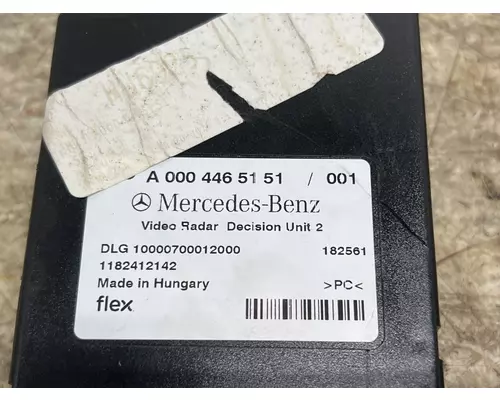 A 000 446 51 51 / 001
Mercedes-Benz
Video Radar Decision Unit 2
DLG 10000700012000 182561
1182412142
Made in Hungary >PC<
flex